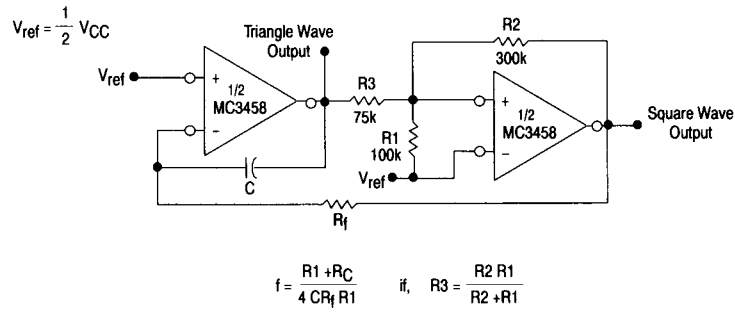 Vref = 1/2 VCC
Triangle Wave
Output
R2
300k
Vref
+
1/2
MC3458
−
R3
75k
+
1/2
MC3458
−
Square Wave
Output
R1
100k
Vref
C
Rf
f = R1 +RC / 4 CRf R1 if, R3 = R2 R1 / R2 +R1